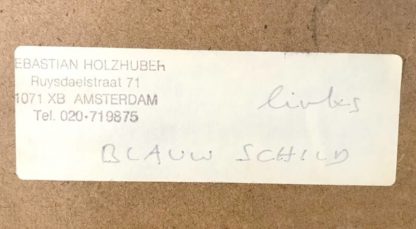 EBASTIAN HOLZHUBER
Ruysdaelstraat 71
1071 XB AMSTERDAM
Tel. 020-719875
links
BLAUW SCHILD